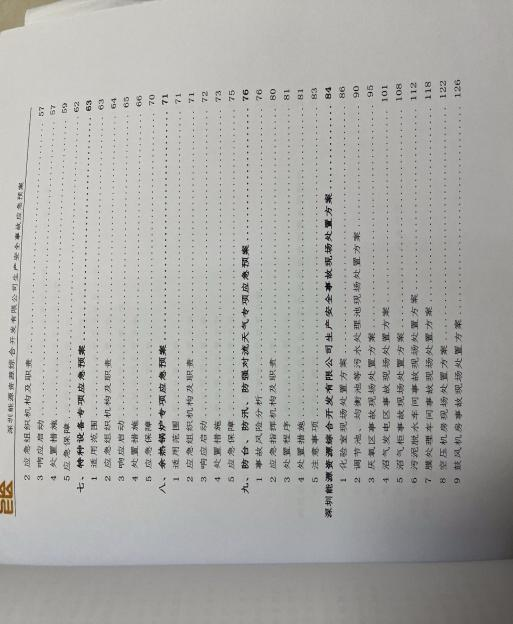 深圳能源资源综合开发有限公司生产安全事故应急预案
2 应急组织机构及职责........57
3 响应启动........57
4 处置措施........59
5 应急保障........62
七、特种设备专项应急预案........63
1 适用范围........63
2 应急组织机构及职责........64
3 响应启动........65
4 处置措施........66
5 应急保障........70
八、余热锅炉专项应急预案........71
1 适用范围........71
2 应急组织机构及职责........71
3 响应启动........72
4 处置措施........73
5 应急保障........75
九、防台、防汛、防强对流天气专项应急预案........76
1 事故风险分析........76
2 应急指挥机构及职责........80
3 处置程序........81
4 处置措施........81
5 注意事项........83
深圳能源资源综合开发有限公司生产安全事故现场处置方案........84
1 化验室现场处置方案........86
2 调节池、均衡池等污水处理池现场处置方案........90
3 厌氧区事故现场处置方案........95
4 沼气发电区事故现场处置方案........101
5 沼气柜事故现场处置方案........108
6 污泥脱水车间事故现场处置方案........112
7 膜处理车间事故现场处置方案........118
8 空压机房现场处置方案........122
9 鼓风机房事故现场处置方案........126